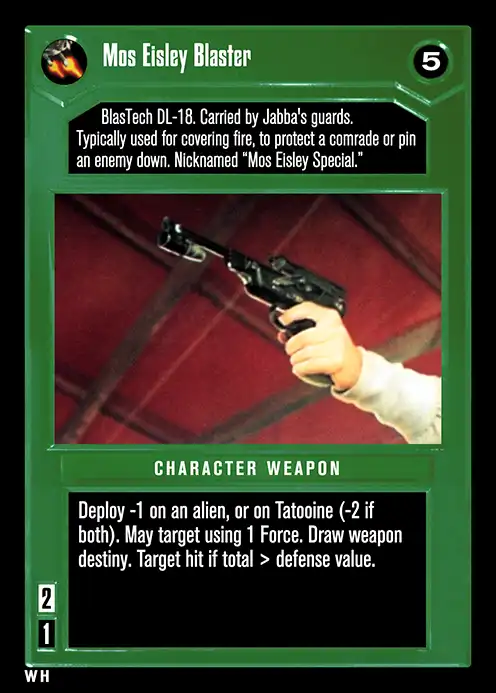 Mos Eisley Blaster
5
BlasTech DL-18. Carried by Jabba's guards.
Typically used for covering fire, to protect a comrade or pin
an enemy down. Nicknamed “Mos Eisley Special.”
CHARACTER WEAPON
Deploy -1 on an alien, or on Tatooine (-2 if
both). May target using 1 Force. Draw weapon
destiny. Target hit if total > defense value.
2
1
WH